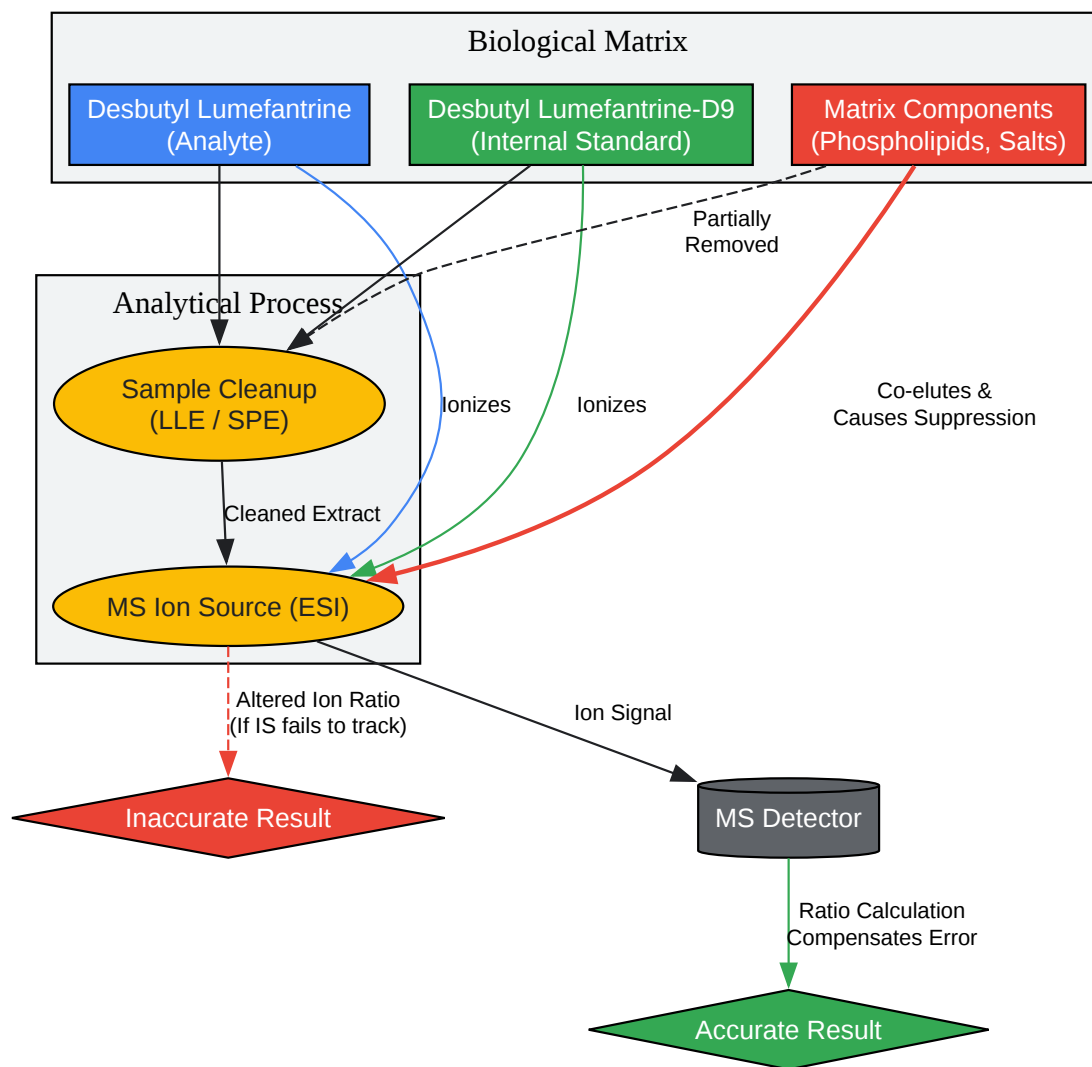 Biological Matrix
Desbutyl Lumefantrine
(Analyte)
Desbutyl Lumefantrine-D9
(Internal Standard)
Matrix Components
(Phospholipids, Salts)
Partially
Removed
Analytical Process
Sample Cleanup
(LLE / SPE)
Ionizes
Ionizes
Co-elutes &
Causes Suppression
Cleaned Extract
MS Ion Source (ESI)
Altered Ion Ratio
(If IS fails to track)
Ion Signal
Inaccurate Result
MS Detector
Ratio Calculation
Compensates Error
Accurate Result